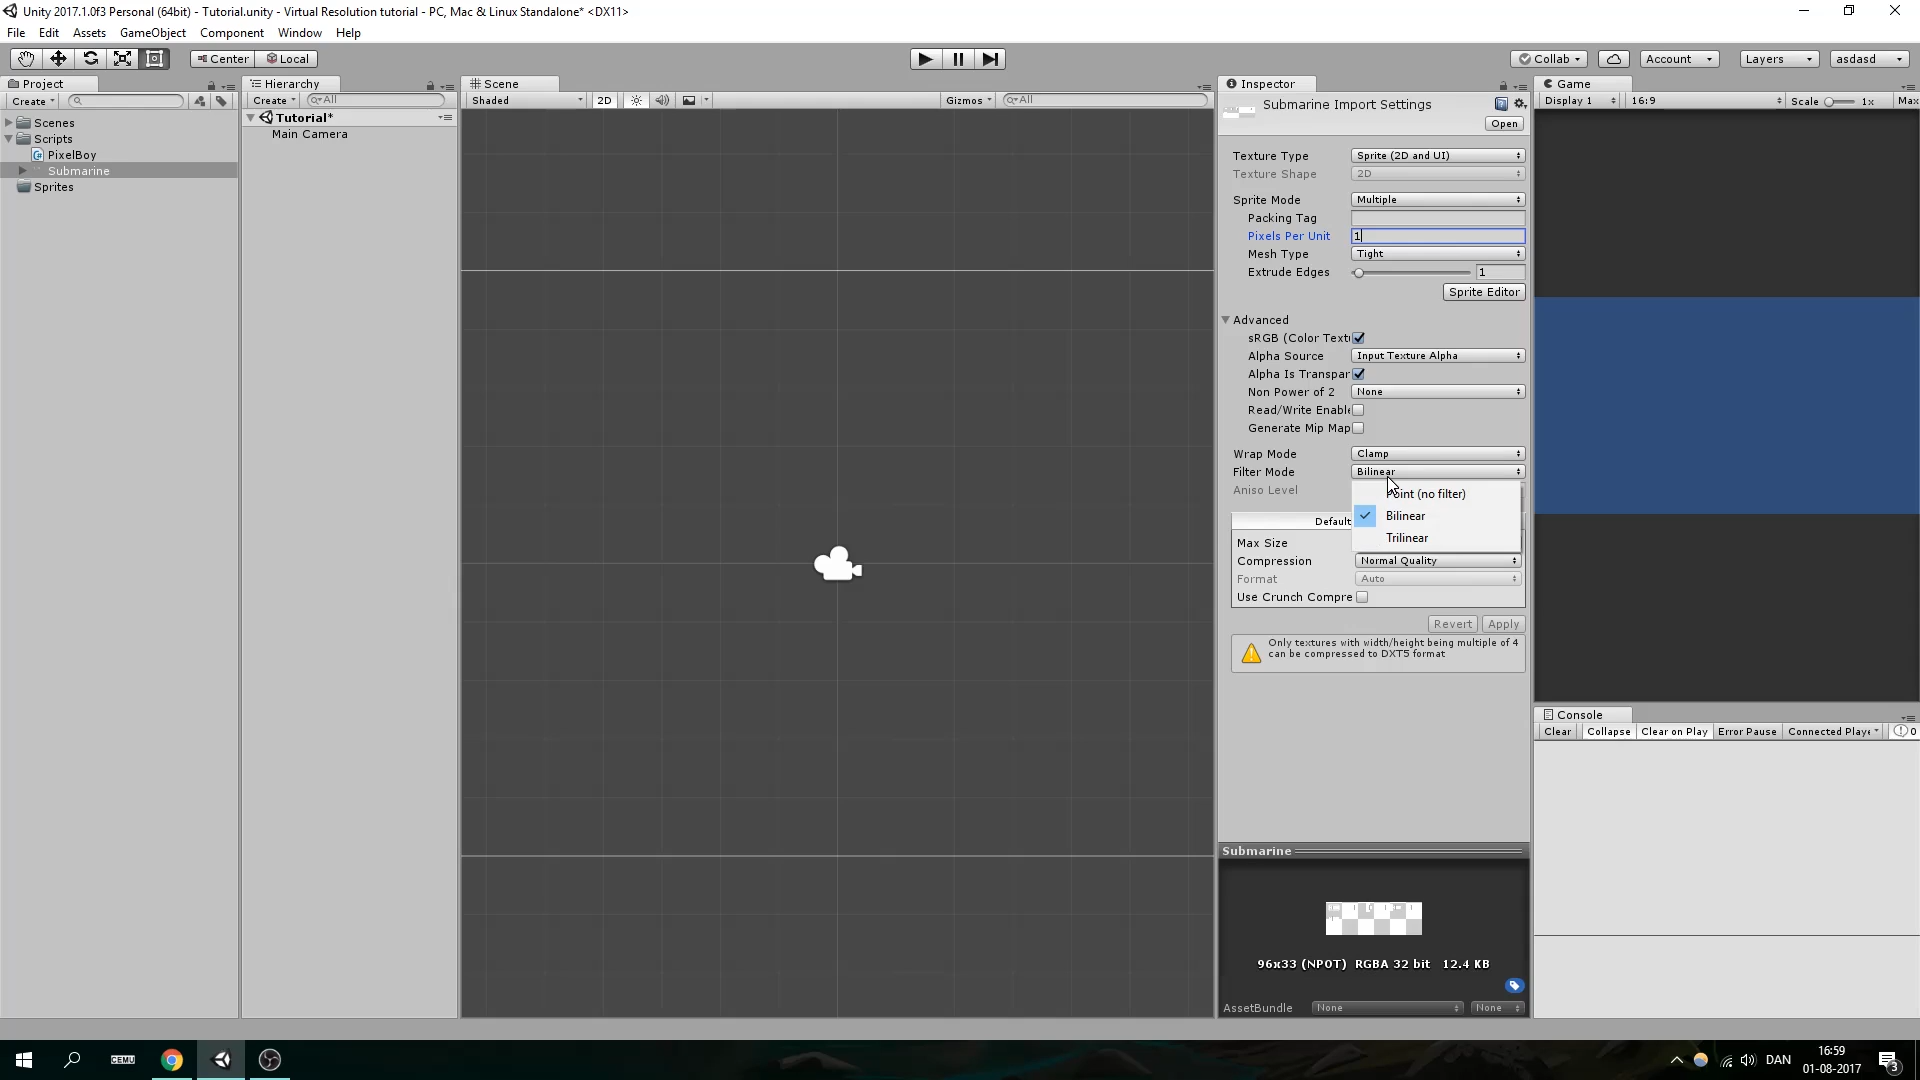 Unity 2017.1.0f3 Personal (64bit) - Tutorial.unity - Virtual Resolution tutorial - PC, Mac & Linux Standalone* <DX11>
File Edit Assets GameObject Component Window Help
Center Local Collab Account Layers asdasd
Project
Create
Scenes
Scripts
PixelBoy
Submarine
Sprites
Hierarchy
Create All
Tutorial*
Main Camera
Scene
Shaded 2D Gizmos All
Inspector
Submarine Import Settings
Open
Texture Type Sprite (2D and UI)
Texture Shape 2D
Sprite Mode Multiple
Packing Tag
Pixels Per Unit 1
Mesh Type Tight
Extrude Edges 1
Sprite Editor
Advanced
sRGB (Color Text
Alpha Source Input Texture Alpha
Alpha Is Transpar
Non Power of 2 None
Read/Write Enabl
Generate Mip Map
Wrap Mode Clamp
Filter Mode Bilinear
Aniso Level
Point (no filter)
Bilinear
Trilinear
Default
Max Size
Compression Normal Quality
Format Auto
Use Crunch Compre
Revert Apply
Only textures with width/height being multiple of 4
can be compressed to DXT5 format
Submarine
96x33 (NPOT) RGBA 32 bit 12.4 KB
AssetBundle None None
Game
Display 1 16:9 Scale 1x Max
Console
Clear Collapse Clear on Play Error Pause Connected Playe 0
CEMU
DAN
16:59
01-08-2017
3